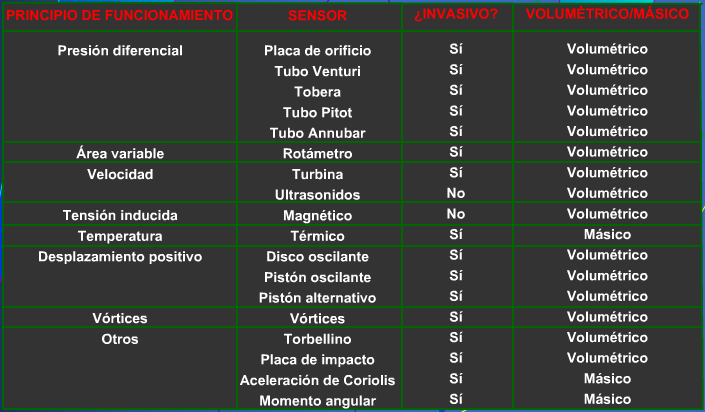 PRINCIPIO DE FUNCIONAMIENTO SENSOR ¿INVASIVO? VOLUMÉTRICO/MÁSICO
Presión diferencial Placa de orificio Sí Volumétrico
Tubo Venturi Sí Volumétrico
Tobera Sí Volumétrico
Tubo Pitot Sí Volumétrico
Tubo Annubar Sí Volumétrico
Área variable Rotámetro Sí Volumétrico
Velocidad Turbina Sí Volumétrico
Ultrasonidos No Volumétrico
Tensión inducida Magnético No Volumétrico
Temperatura Térmico Sí Másico
Desplazamiento positivo Disco oscilante Sí Volumétrico
Pistón oscilante Sí Volumétrico
Pistón alternativo Sí Volumétrico
Vórtices Vórtices Sí Volumétrico
Otros Torbellino Sí Volumétrico
Placa de impacto Sí Volumétrico
Aceleración de Coriolis Sí Másico
Momento angular Sí Másico